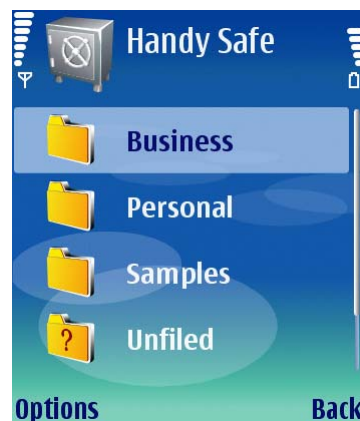 Handy Safe
Business
Personal
Samples
?
Unfiled
Options
Back